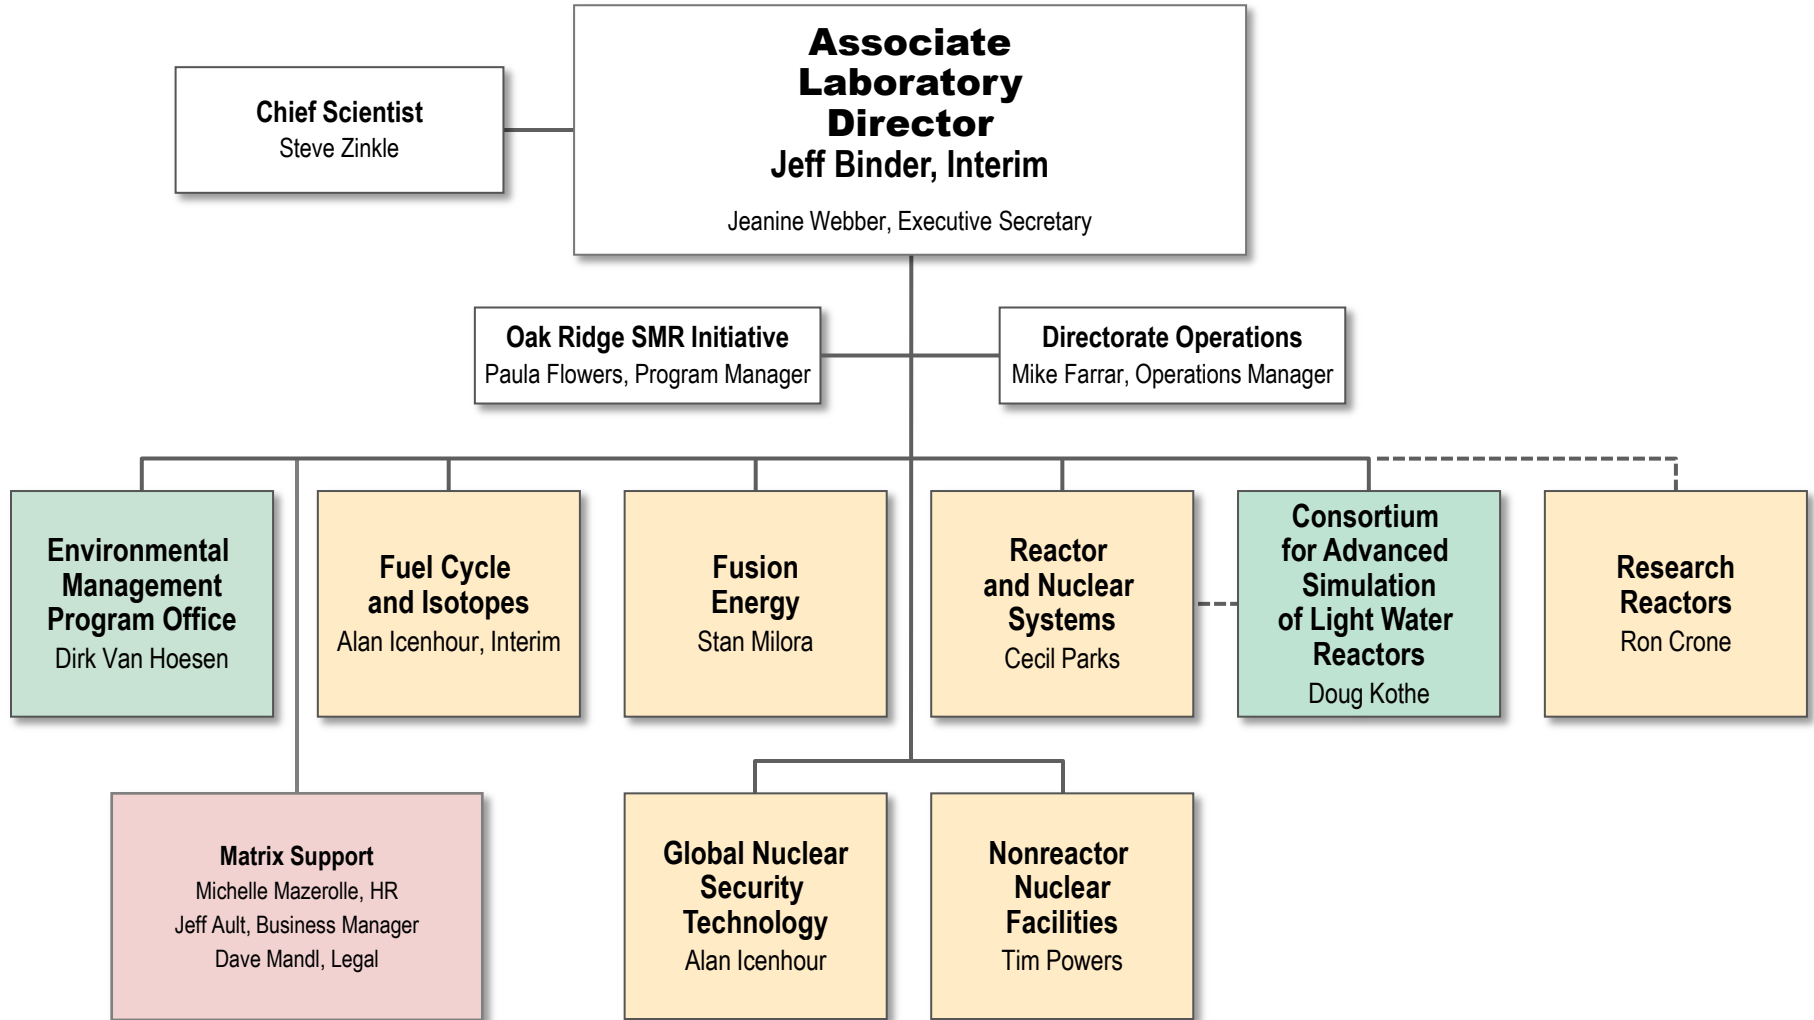 Associate
Laboratory
Director
Jeff Binder, Interim
Jeanine Webber, Executive Secretary
Chief Scientist
Steve Zinkle
Oak Ridge SMR Initiative
Paula Flowers, Program Manager
Directorate Operations
Mike Farrar, Operations Manager
Environmental
Management
Program Office
Dirk Van Hoesen
Fuel Cycle
and Isotopes
Alan Icenhour, Interim
Fusion
Energy
Stan Milora
Reactor
and Nuclear
Systems
Cecil Parks
Consortium
for Advanced
Simulation
of Light Water
Reactors
Doug Kothe
Research
Reactors
Ron Crone
Matrix Support
Michelle Mazerolle, HR
Jeff Ault, Business Manager
Dave Mandl, Legal
Global Nuclear
Security
Technology
Alan Icenhour
Nonreactor
Nuclear
Facilities
Tim Powers